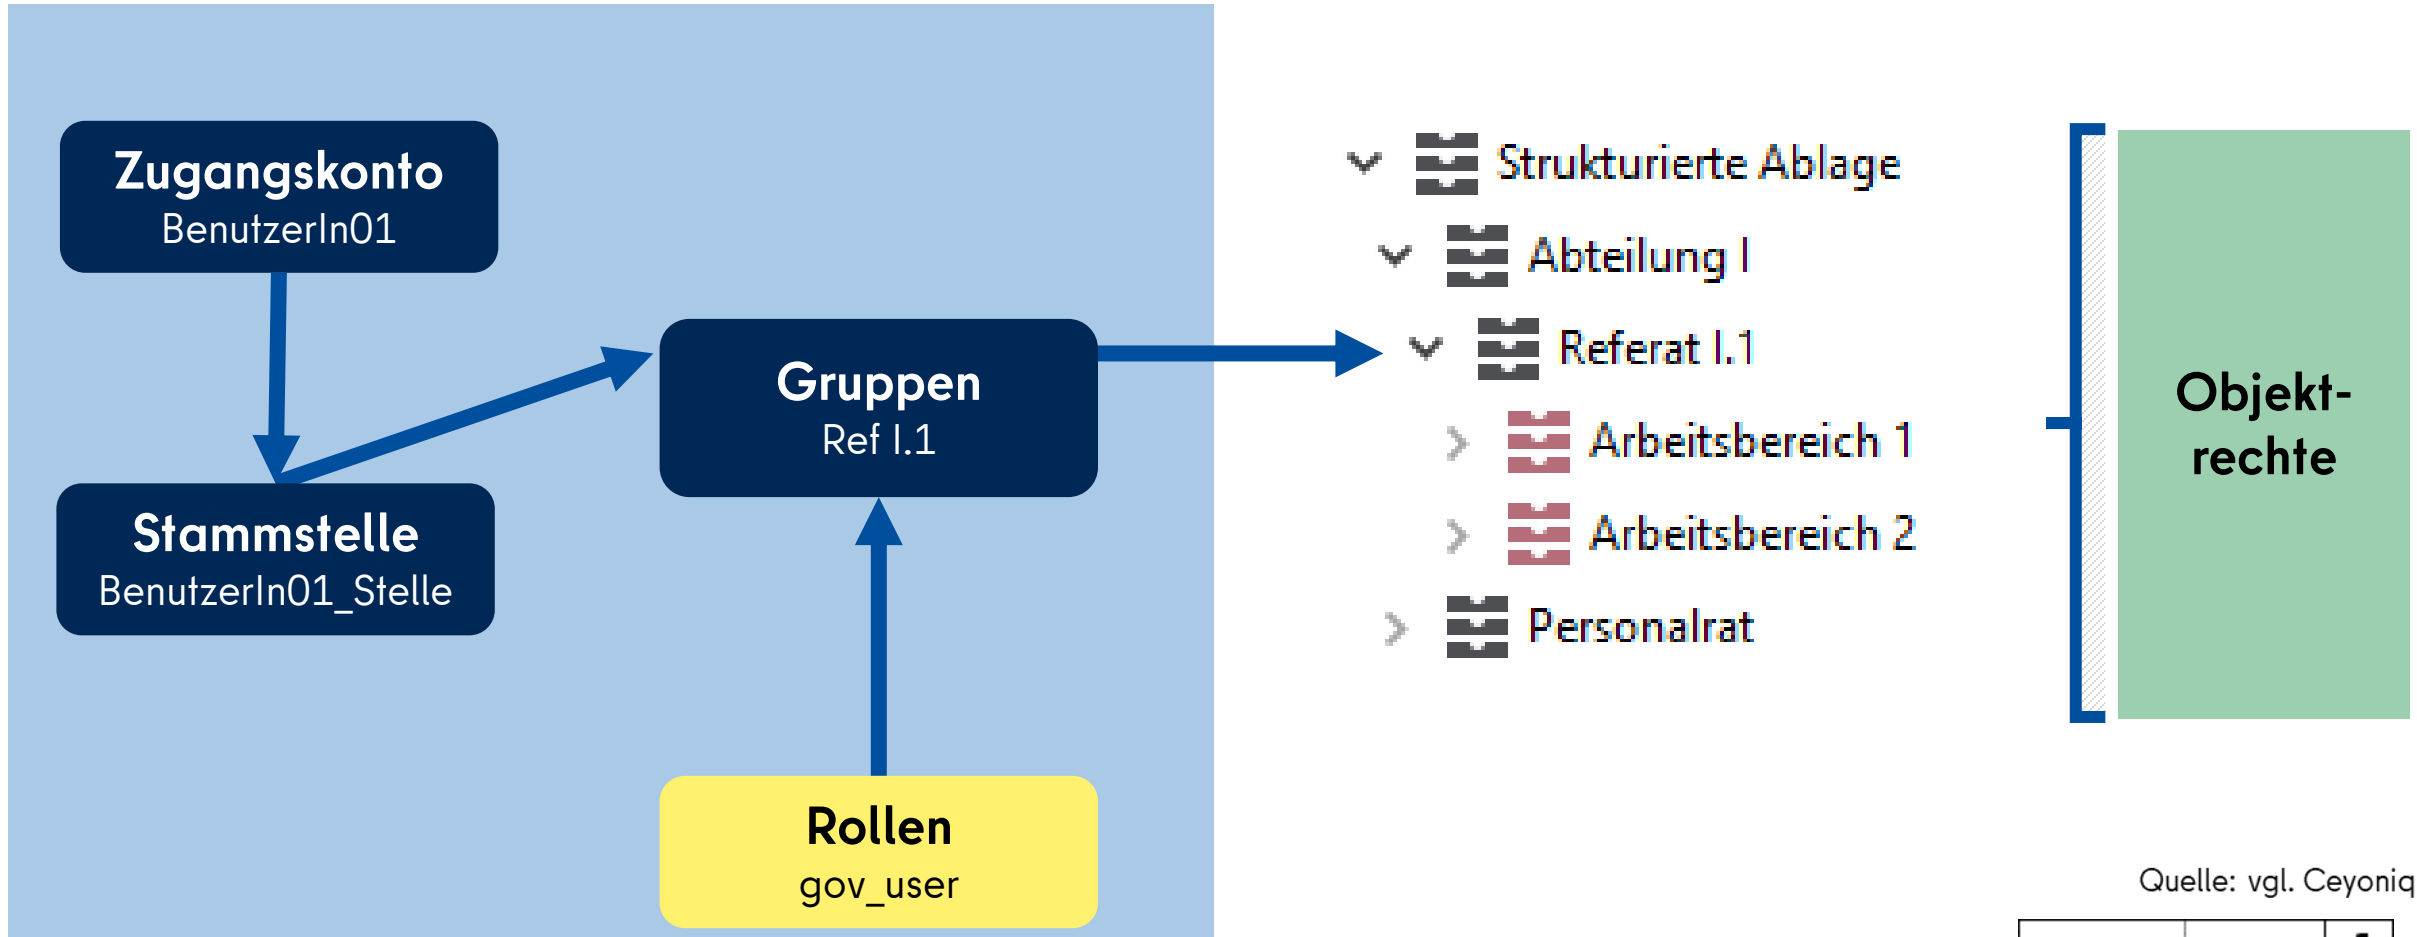 Zugangskonto
BenutzerIn01
Stammstelle
BenutzerIn01_Stelle
Gruppen
Ref I.1
Rollen
gov_user
Strukturierte Ablage
Abteilung I
Referat I.1
Arbeitsbereich 1
Arbeitsbereich 2
Personalrat
Objekt-
rechte
Quelle: vgl. Ceyoniq